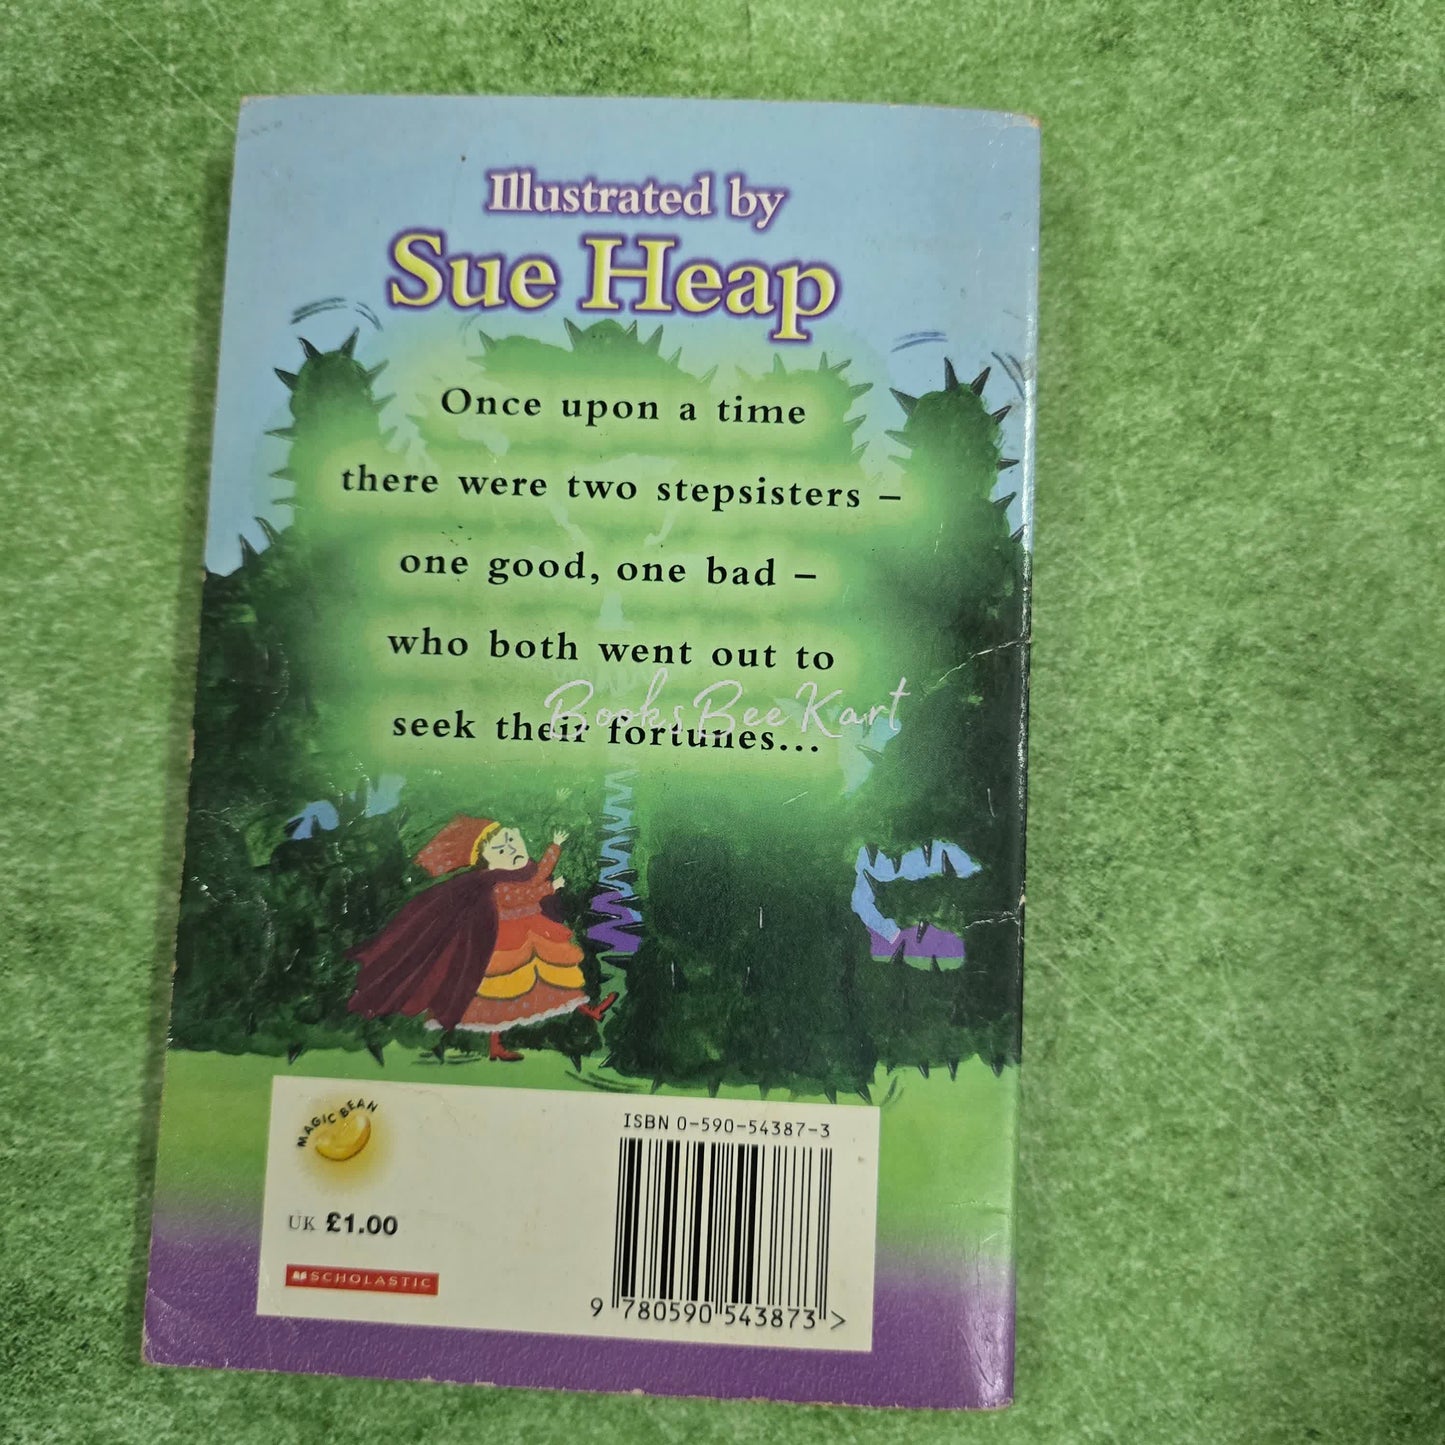 Illustrated by
Sue Heap
Once upon a time
there were two stepsisters –
one good, one bad –
who both went out to
seek their fortunes...
BooksBeeKart
MAGIC BEAN
UK £1.00
SCHOLASTIC
ISBN 0-590-54387-3
9 780590 543873 >